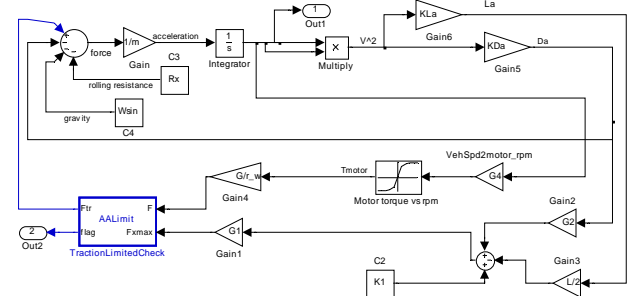 La
1
Out1
KLa
Gain6
1/m
acceleration
force
Gain
C3
1
s
Integrator
X
Multiply
V^2
KDa
Gain5
Da
Rx
rolling resistance
Wsin
gravity
C4
VehSpd2motor_rpm
G/r_w
Gain4
Tmotor
Motor torque vs rpm
G4
Ftr
AALimit
F
flag
Fxmax
TractionLimitedCheck
2
Out2
G1
Gain1
Gain2
G2
C2
K1
Gain3
L/2